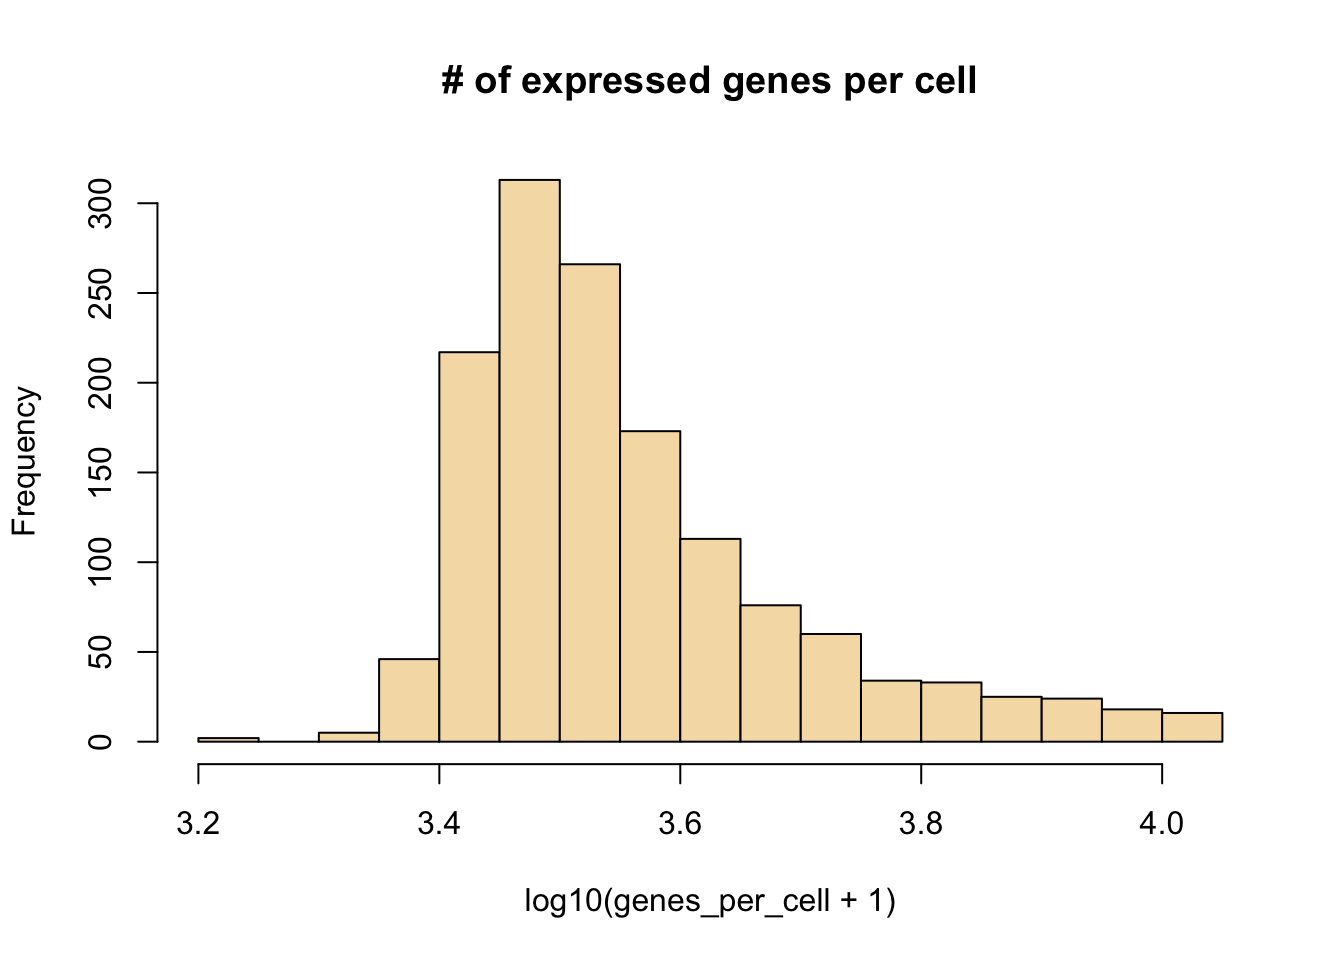 # of expressed genes per cell
300
250
200
150
100
50
0
Frequency
3.2 3.4 3.6 3.8 4.0
log10(genes_per_cell + 1)